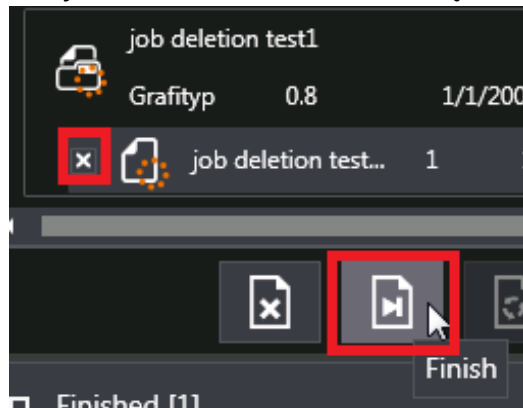 job deletion test1
Grafityp 0.8 1/1/200
job deletion test... 1
Finish
Finished [1]